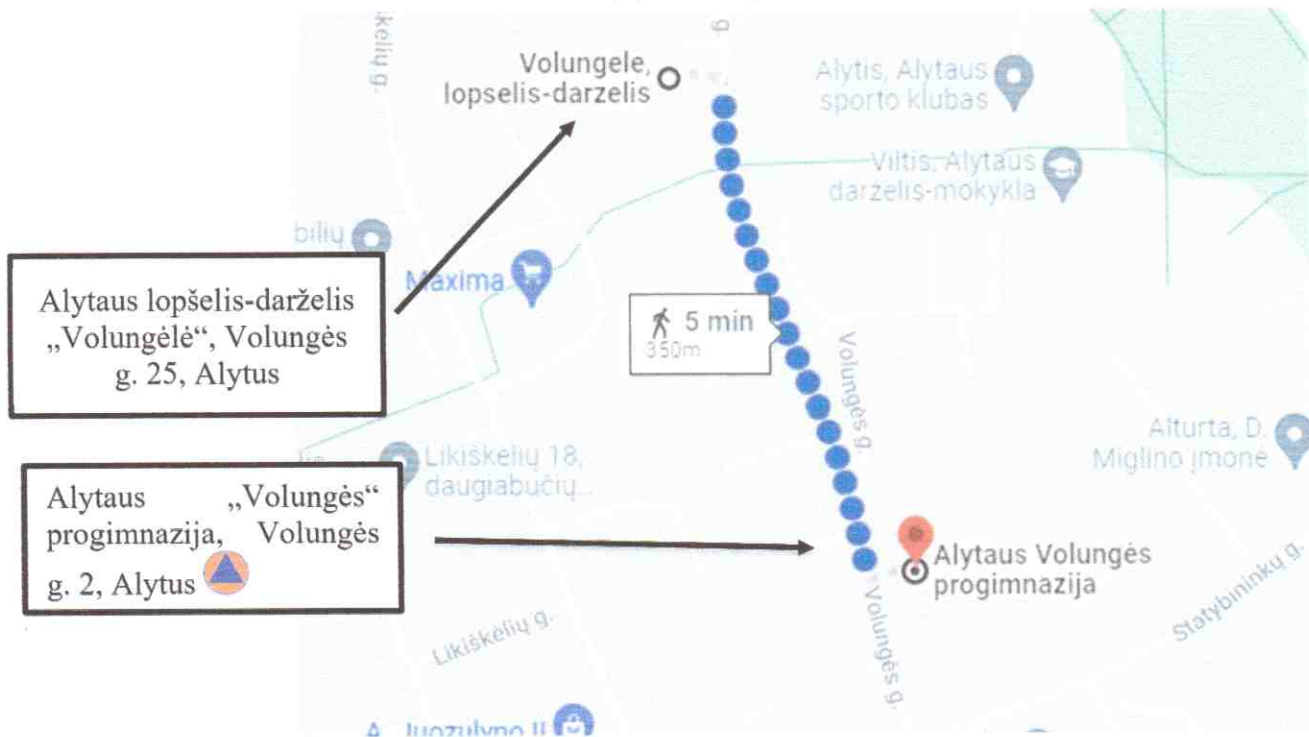 g.
kėlių g.
Volungele,
lopselis-darzelis
Alytis, Alytaus
sporto klubas
Viltis, Alytaus
darželis-mokykla
bilių
Maxima
Alytaus lopšelis-darželis
„Volungėlė“, Volungės
g. 25, Alytus
5 min
350m
Volungės g.
Alturta, D.
Miglino įmonė
Likiškėlių 18,
daugiabučių...
Alytaus „Volungės“
progimnazija, Volungės
g. 2, Alytus
Alytaus Volungės
progimnazija
Volungės g.
Statybininkų g.
Likiškėlių g.